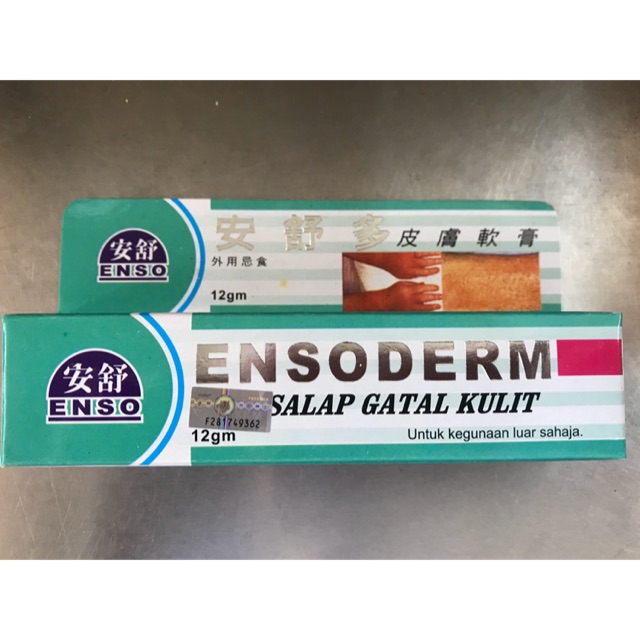 安舒
ENSO
安舒多皮膚軟膏
外用忌食
12gm
安舒
ENSO
ENSODERM
SALAP GATAL KULIT
F281749362
12gm
Untuk kegunaan luar sahaja.